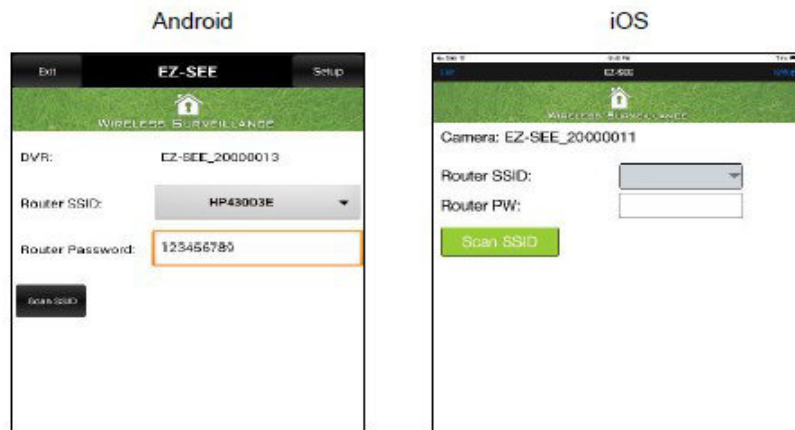 Android
iOS
Exit EZ-SEE Setup
WIRELESS SURVEILLANCE
DVR: EZ-SEE_20000013
Router SSID: HP43003E
Router Password: 123456789
Scan SSID
EZ-SEE
WIRELESS SURVEILLANCE
Camera: EZ-SEE_20000011
Router SSID:
Router PW:
Scan SSID